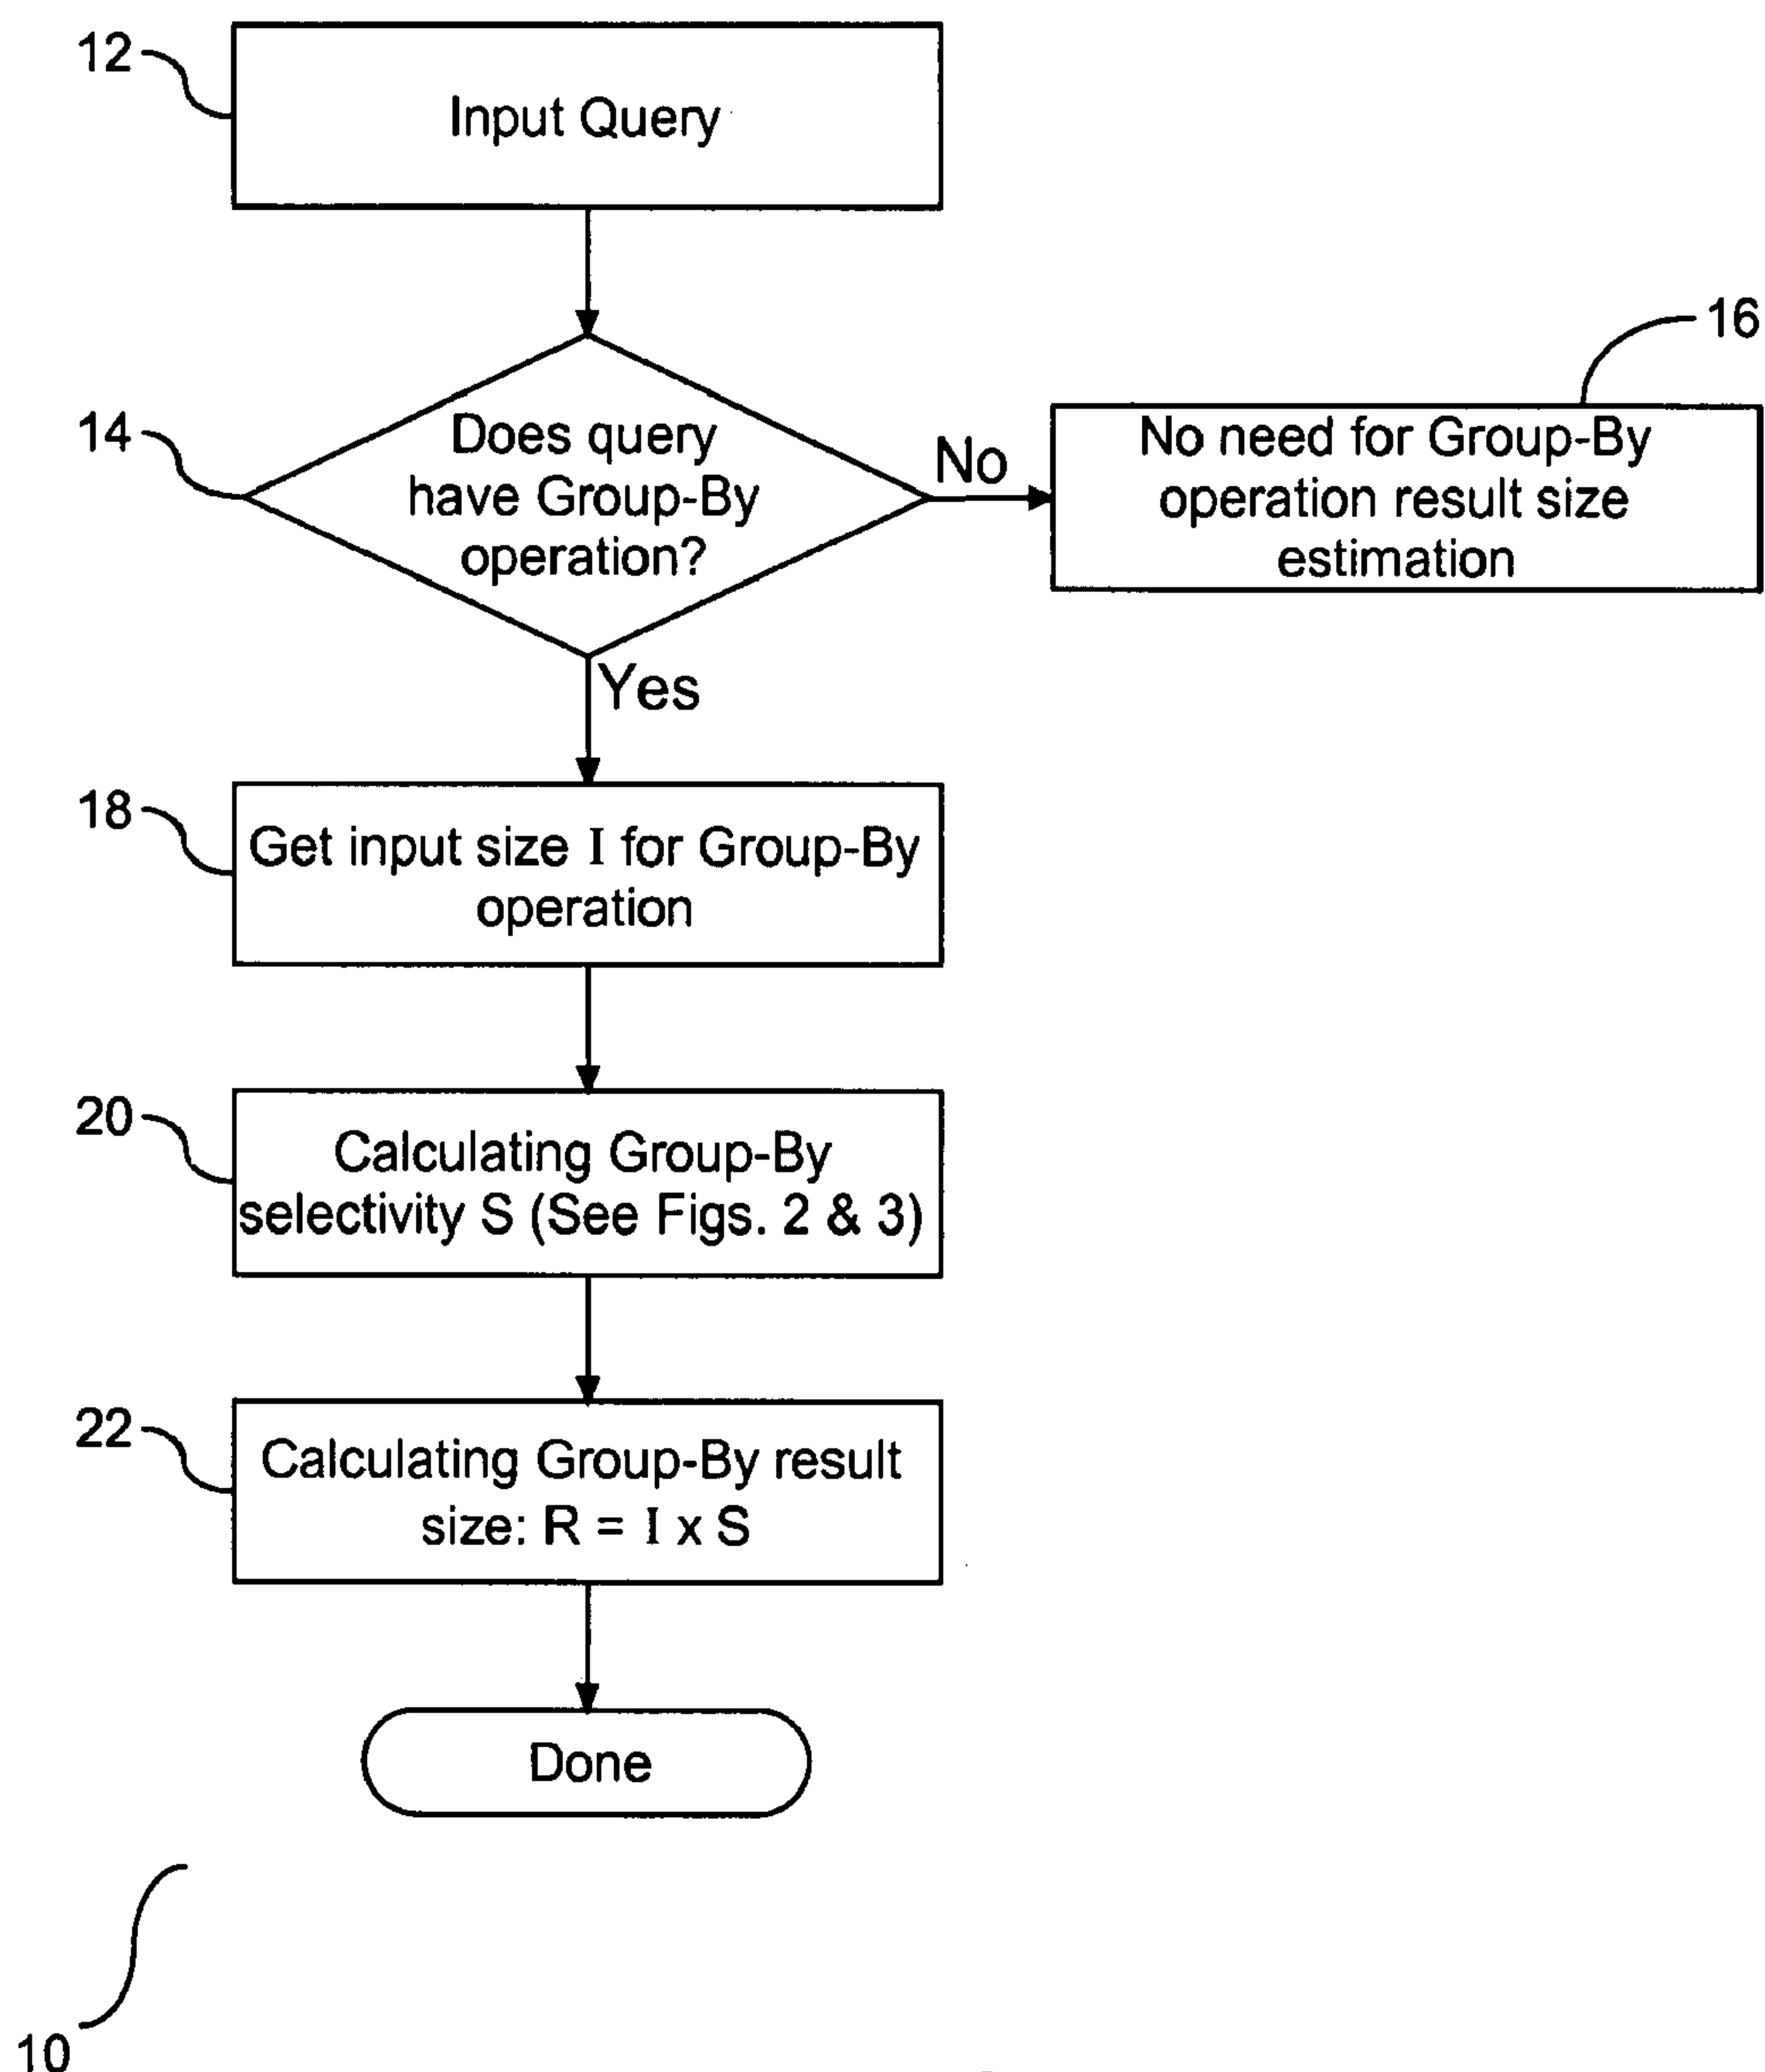 12
Input Query
16
14
Does query
have Group-By
operation?
No
No need for Group-By
operation result size
estimation
Yes
18
Get input size I for Group-By
operation
20
Calculating Group-By
selectivity S (See Figs. 2 & 3)
22
Calculating Group-By result
size: R = I x S
Done
10